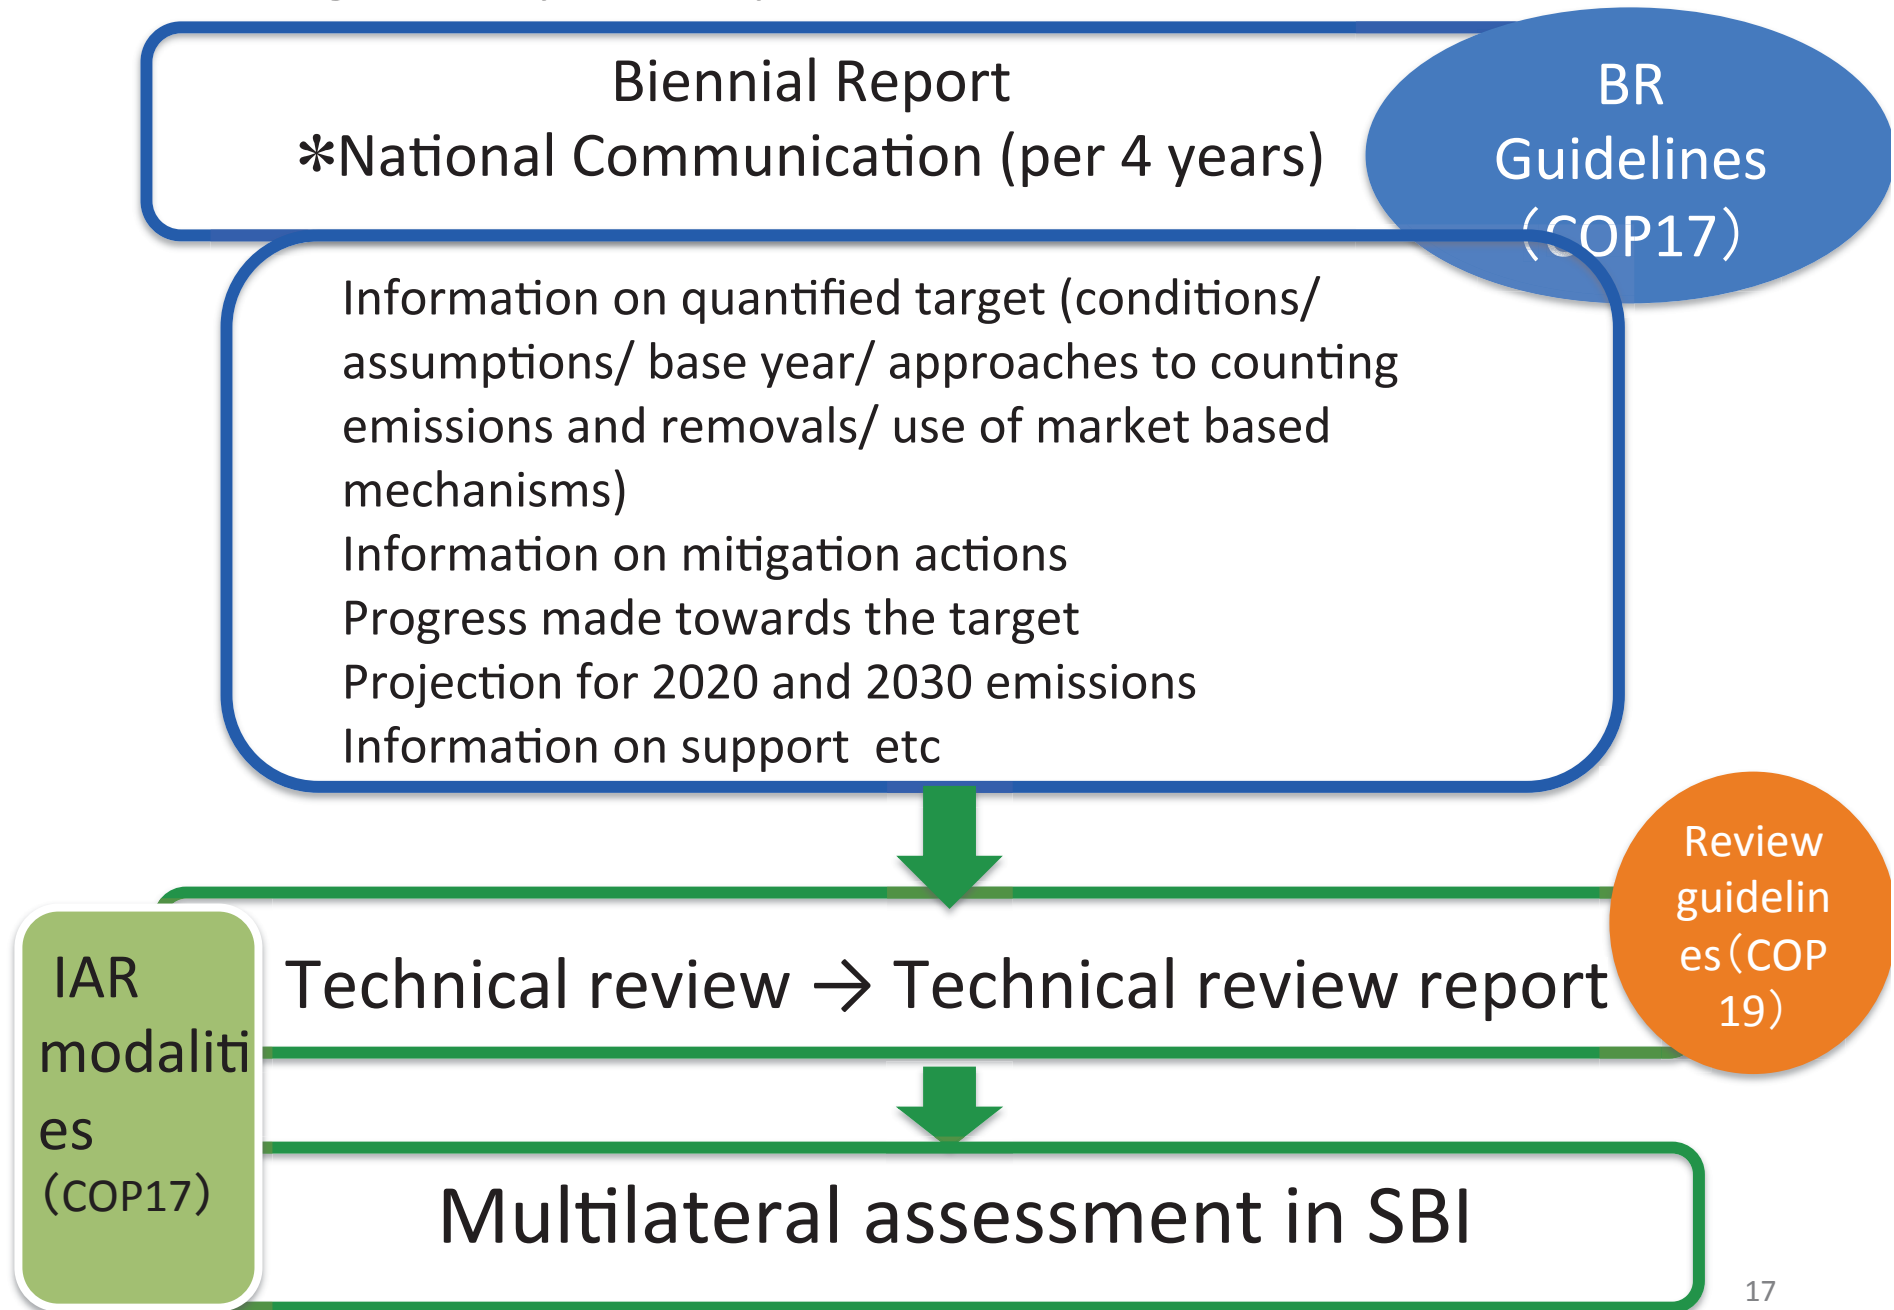 Biennial Report
*National Communication (per 4 years)
BR
Guidelines
（COP17）
Information on quantified target (conditions/
assumptions/ base year/ approaches to counting
emissions and removals/ use of market based
mechanisms)
Information on mitigation actions
Progress made towards the target
Projection for 2020 and 2030 emissions
Information on support etc
Review
guidelin
es（COP
19）
IAR
modaliti
es
（COP17）
Technical review → Technical review report
Multilateral assessment in SBI
17